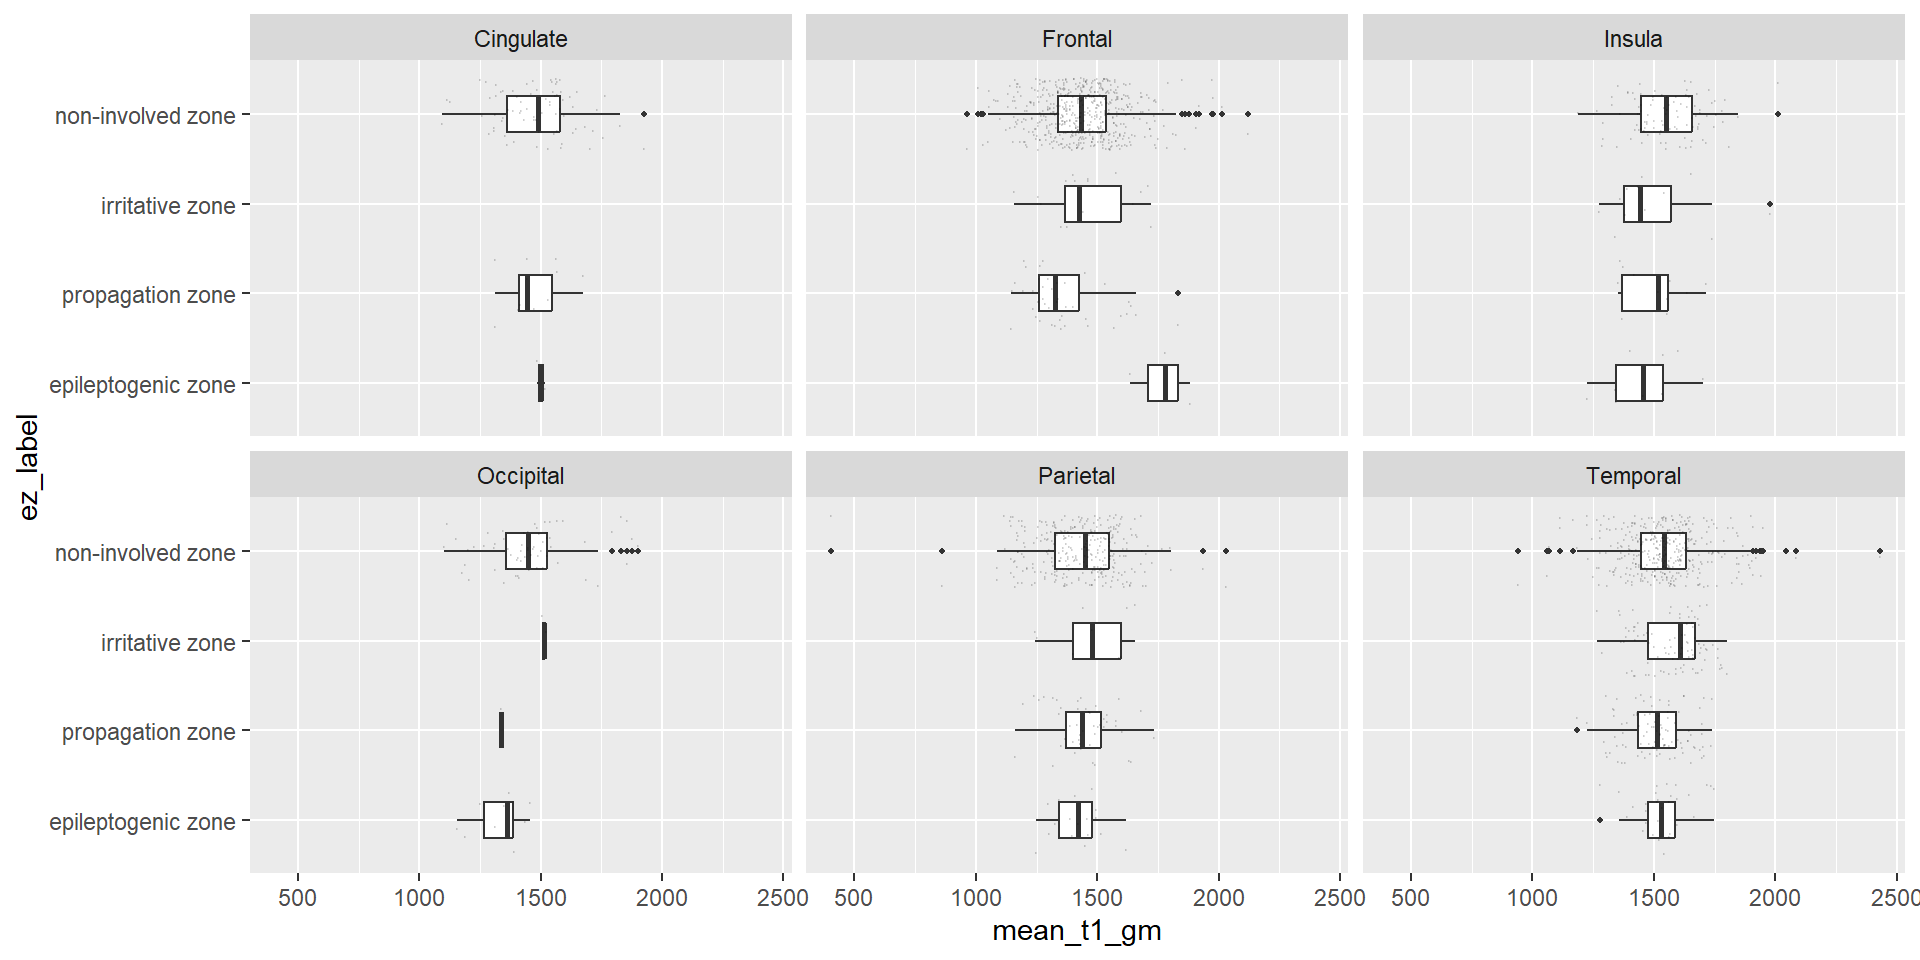 Cingulate
Frontal
Insula
non-involved zone
irritative zone
propagation zone
epileptogenic zone
ez_label
Occipital
Parietal
Temporal
non-involved zone
irritative zone
propagation zone
epileptogenic zone
500 1000 1500 2000 2500 500 1000 1500 2000 2500 500 1000 1500 2000 2500
mean_t1_gm